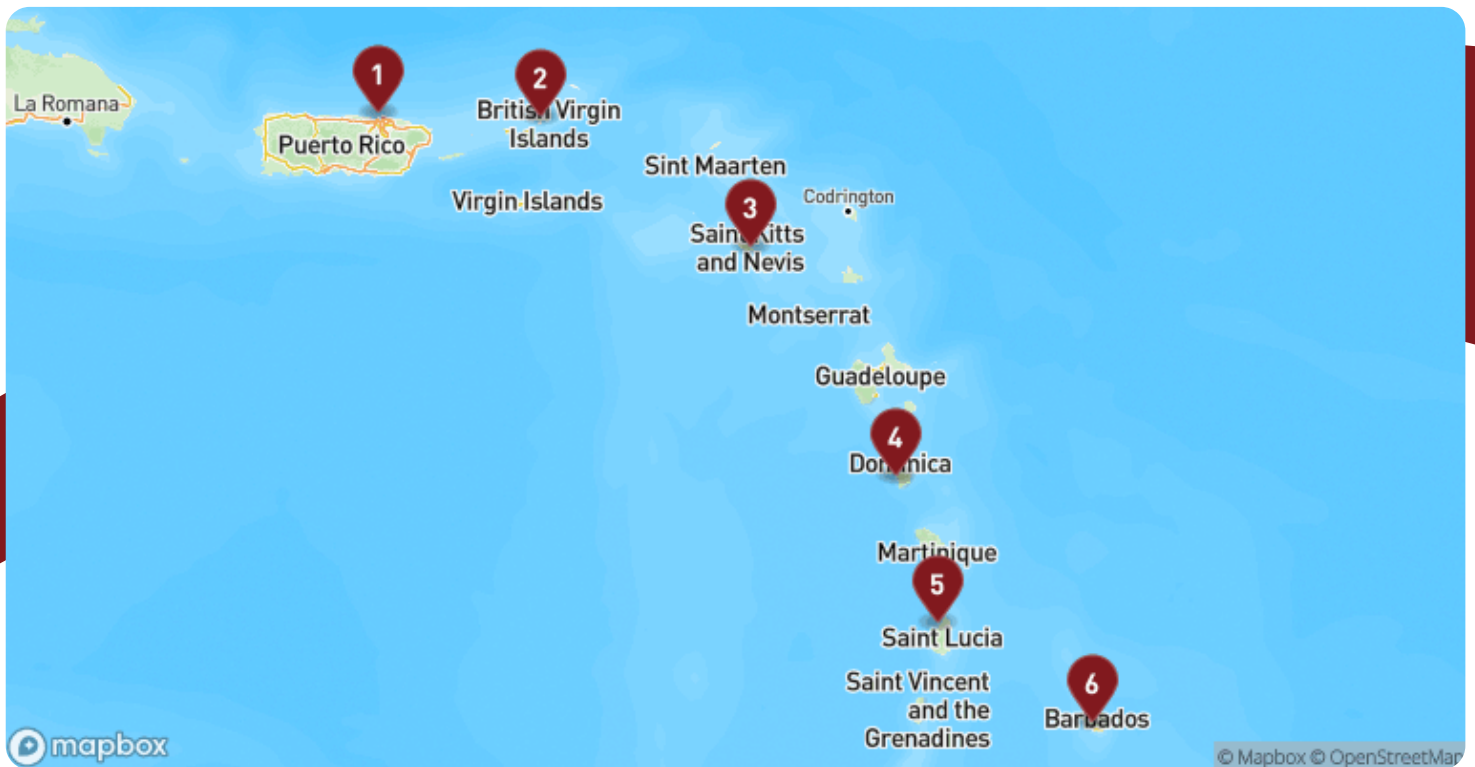 1
2
La Romana
British Virgin
Islands
Puerto Rico
Sint Maarten
Virgin Islands
Codrington
3
Saint Kitts
and Nevis
Montserrat
Guadeloupe
4
Dominica
Martinique
5
Saint Lucia
Saint Vincent
and the
Grenadines
6
Barbados
mapbox
© Mapbox © OpenStreetMap